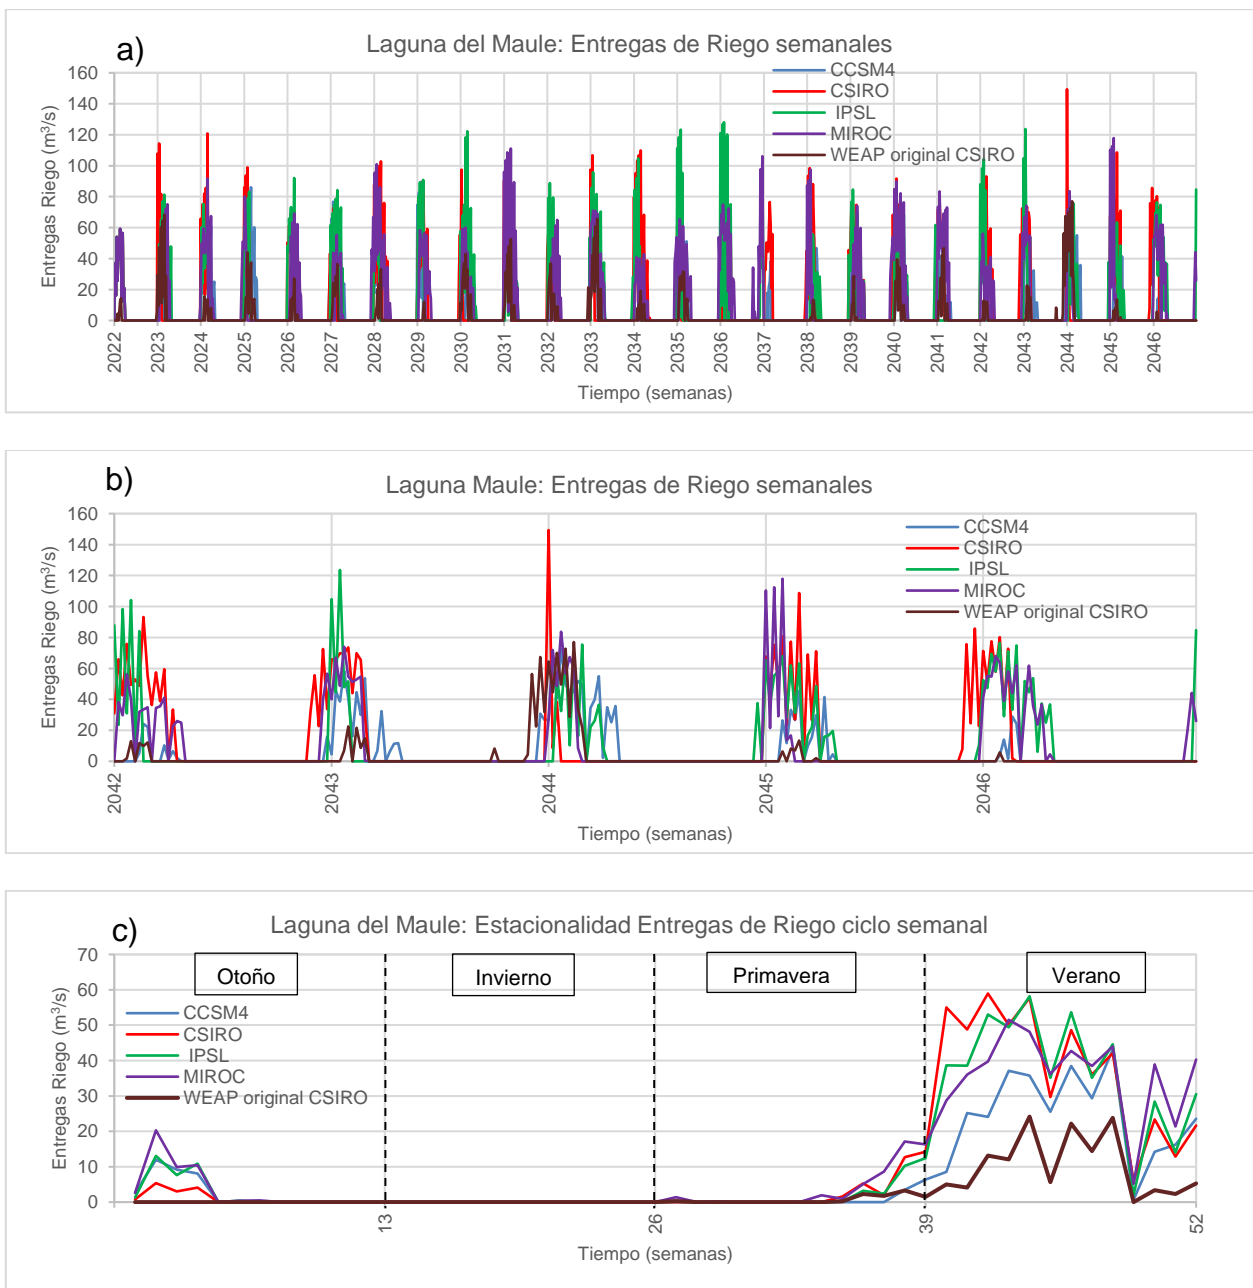 a)
Laguna del Maule: Entregas de Riego semanales
CCSM4
CSIRO
IPSL
MIROC
WEAP original CSIRO
Entregas Riego (m³/s)
160
140
120
100
80
60
40
20
0
2022
2023
2024
2025
2026
2027
2028
2029
2030
2031
2032
2033
2034
2035
2036
2037
2038
2039
2040
2041
2042
2043
2044
2045
2046
Tiempo (semanas)
b)
Laguna Maule: Entregas de Riego semanales
CCSM4
CSIRO
IPSL
MIROC
WEAP original CSIRO
Entregas Riego (m³/s)
160
140
120
100
80
60
40
20
0
2042
2043
2044
2045
2046
Tiempo (semanas)
c)
Laguna del Maule: Estacionalidad Entregas de Riego ciclo semanal
Otoño
Invierno
Primavera
Verano
CCSM4
CSIRO
IPSL
MIROC
WEAP original CSIRO
Entregas Riego (m³/s)
70
60
50
40
30
20
10
0
13
26
39
52
Tiempo (semanas)